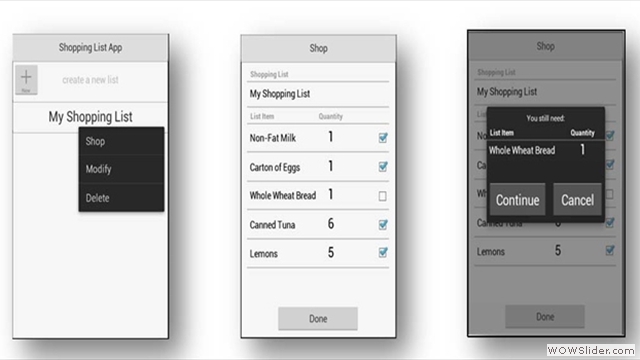 Shopping List App
New
create a new list
My Shopping List
Shop
Modify
Delete
Shop
Shopping List
My Shopping List
List Item Quantity
Non-Fat Milk 1
Carton of Eggs 1
Whole Wheat Bread 1
Canned Tuna 6
Lemons 5
Done
Shop
Shopping List
My Shopping List
You still need:
List Item Quantity
Whole Wheat Bread 1
Continue Cancel
Canned Tuna
Lemons 5
Done
WOWSlider.com